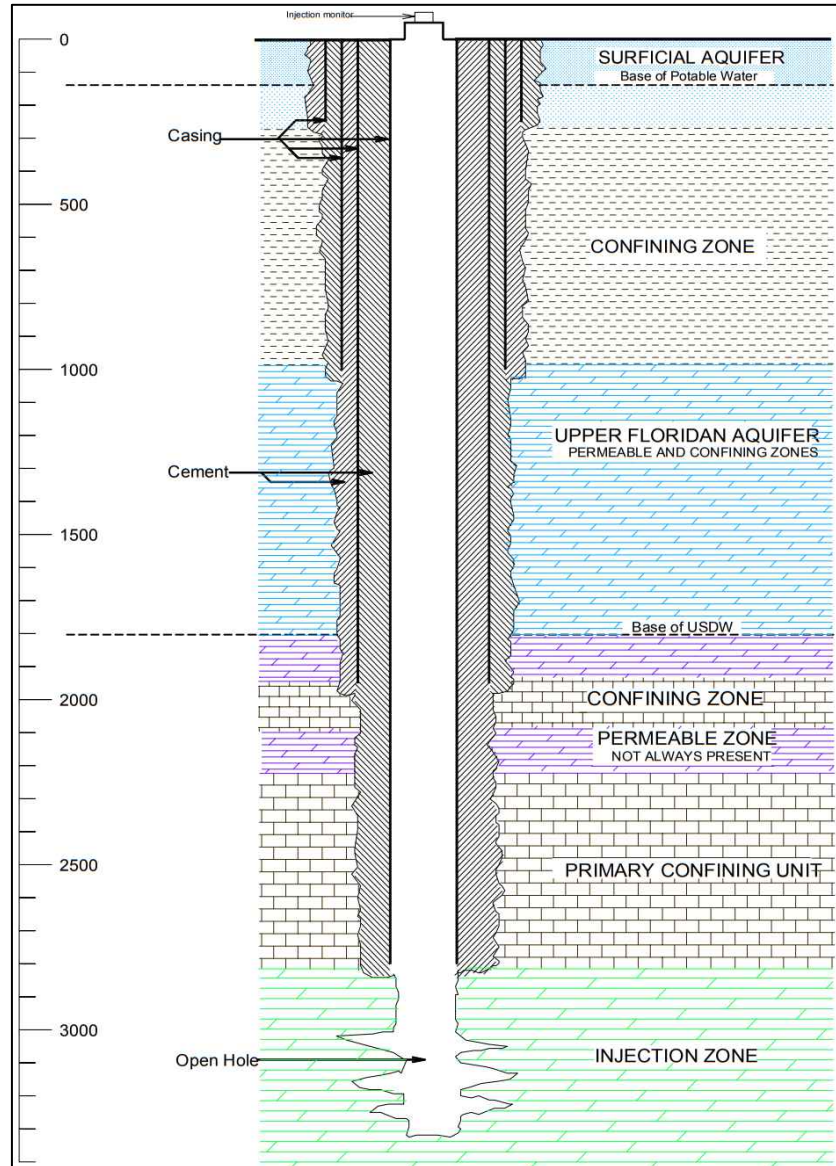 Injection monitor
0
SURFICIAL AQUIFER
Base of Potable Water
Casing
500
CONFINING ZONE
1000
UPPER FLORIDAN AQUIFER
PERMEABLE AND CONFINING ZONES
Cement
1500
Base of USDW
2000
CONFINING ZONE
PERMEABLE ZONE
NOT ALWAYS PRESENT
2500
PRIMARY CONFINING UNIT
3000
Open Hole
INJECTION ZONE